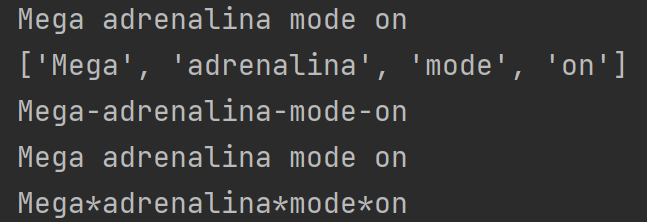 Mega adrenalina mode on
['Mega', 'adrenalina', 'mode', 'on']
Mega-adrenalina-mode-on
Mega adrenalina mode on
Mega*adrenalina*mode*on